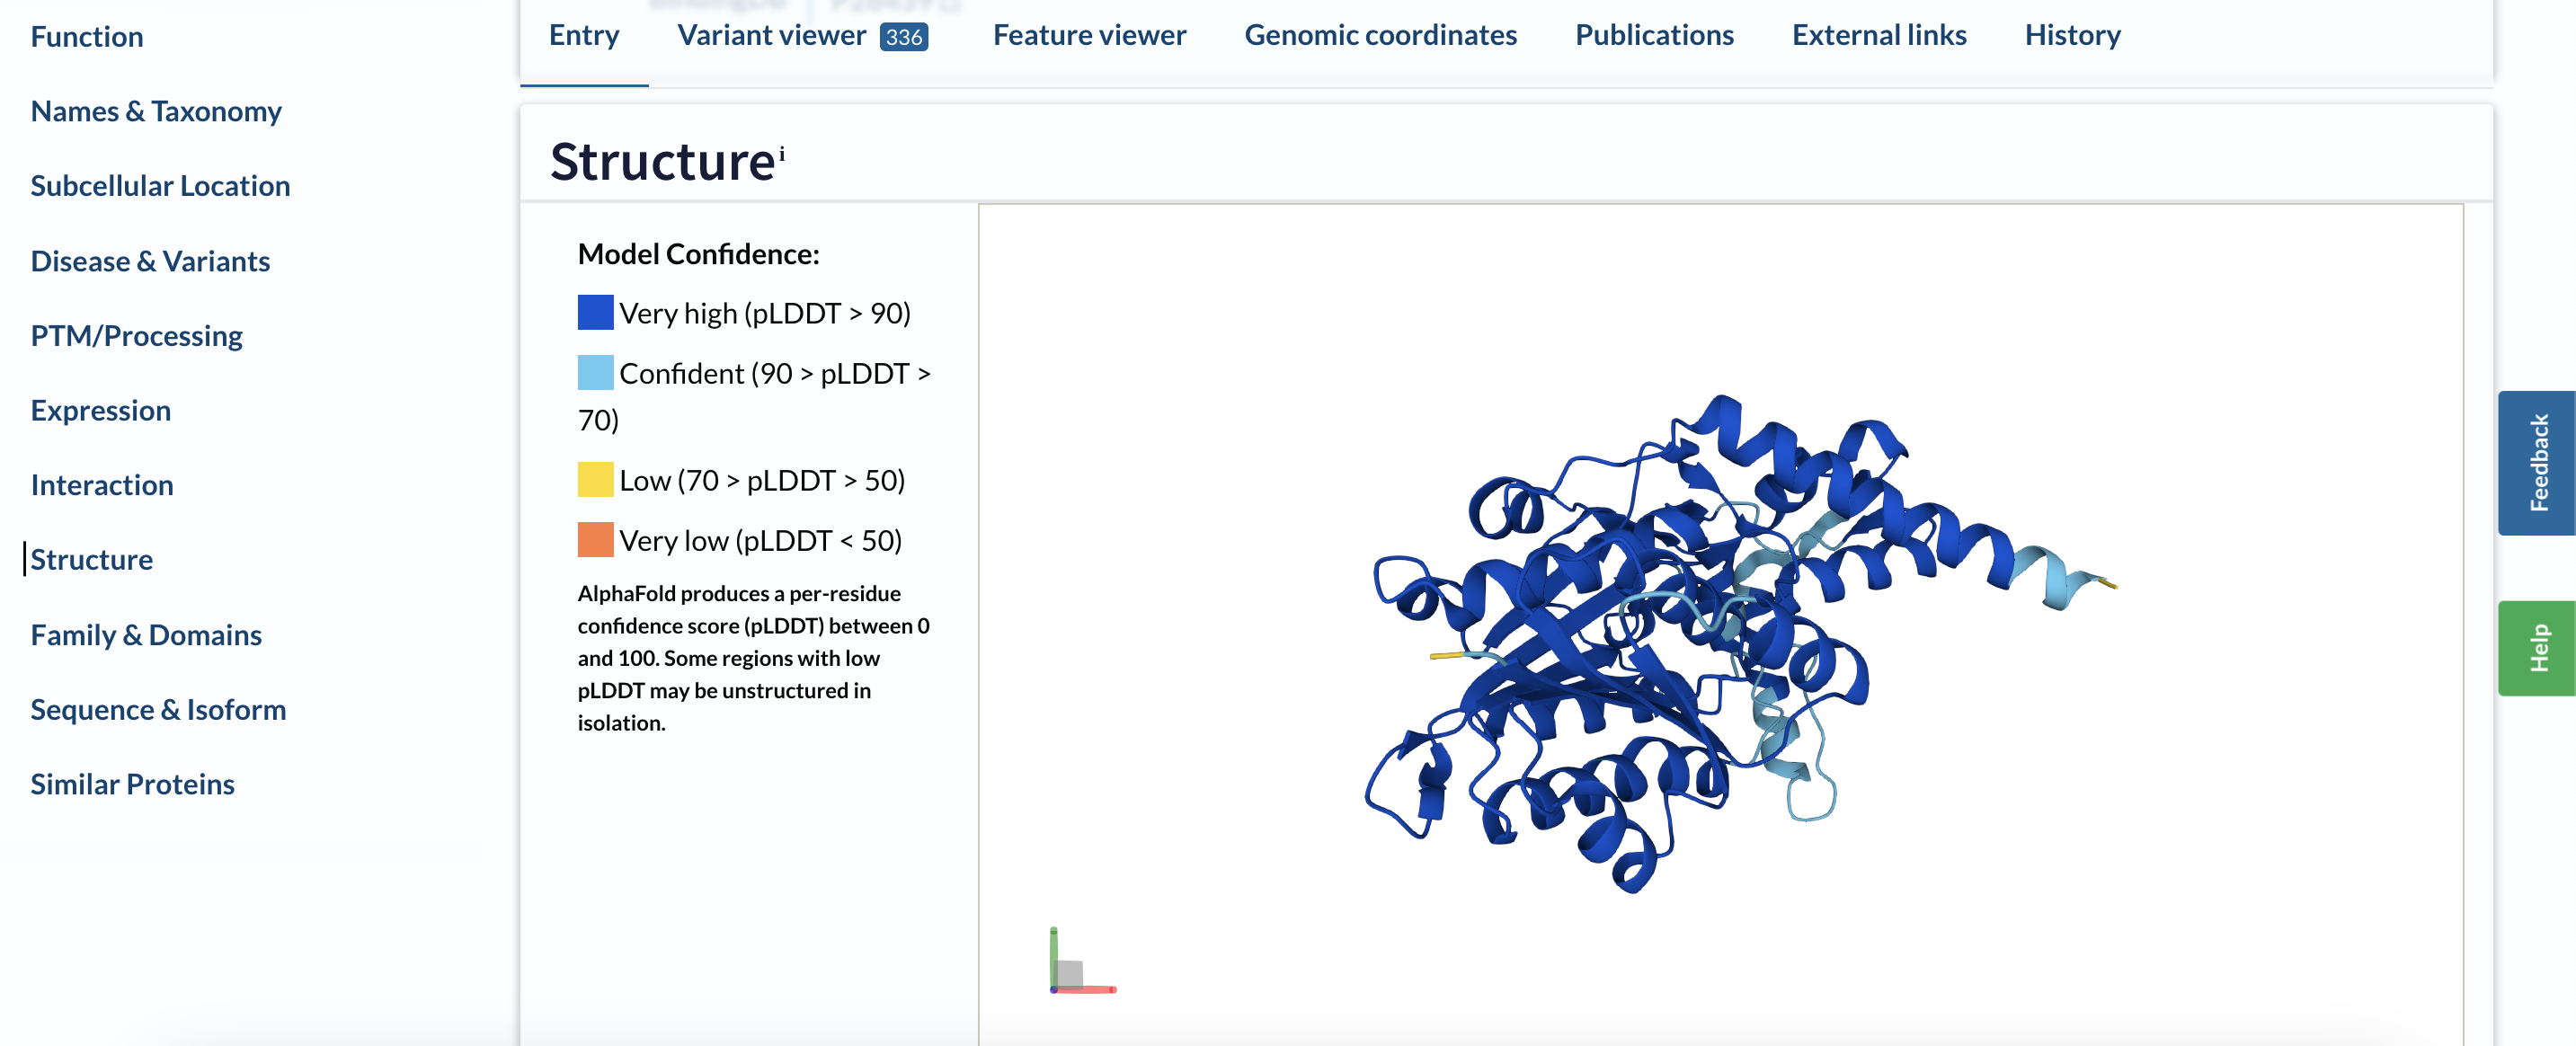 Function
Names & Taxonomy
Subcellular Location
Disease & Variants
PTM/Processing
Expression
Interaction
Structure
Family & Domains
Sequence & Isoform
Similar Proteins
Entry Variant viewer 336 Feature viewer Genomic coordinates Publications External links History
Structure i
Model Confidence:
Very high (pLDDT > 90)
Confident (90 > pLDDT >
70)
Low (70 > pLDDT > 50)
Very low (pLDDT < 50)
AlphaFold produces a per-residue
confidence score (pLDDT) between 0
and 100. Some regions with low
pLDDT may be unstructured in
isolation.
Feedback
Help